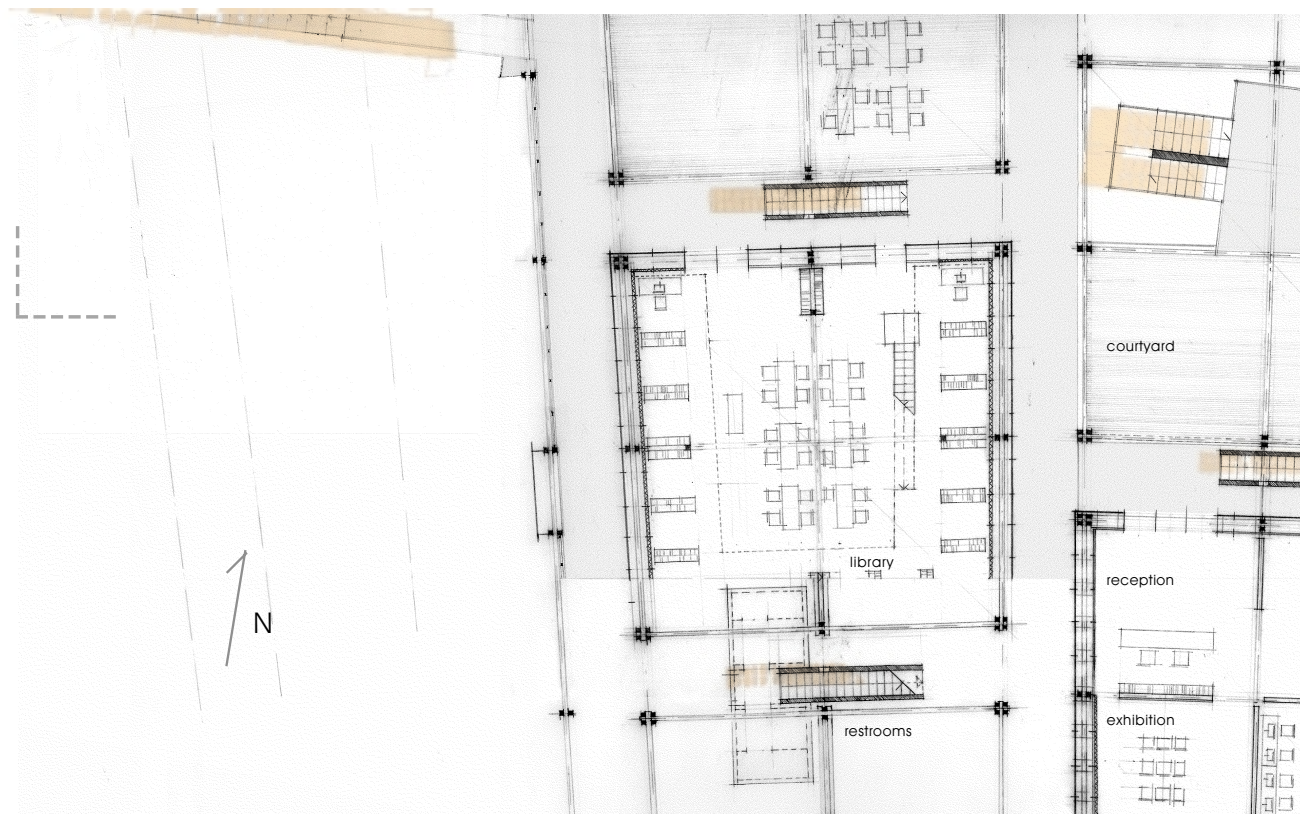 courtyard
library
reception
N
exhibition
restrooms